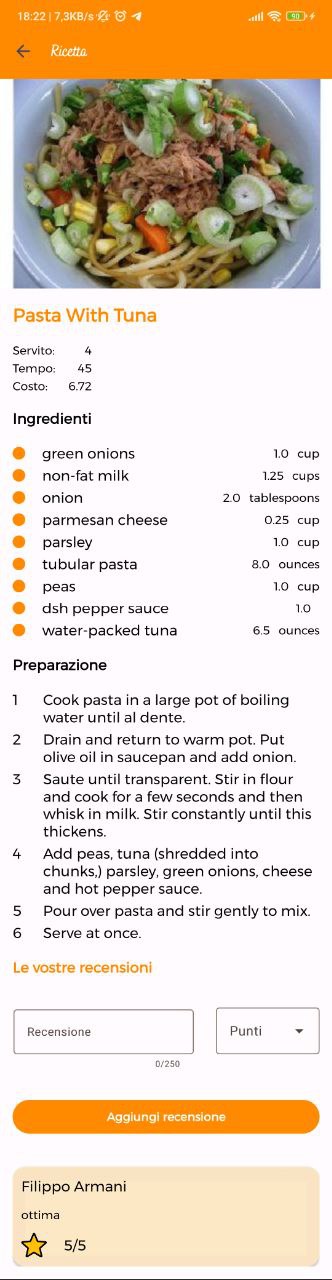 18:22 | 7,3KB/s
90
Ricetta
Pasta With Tuna
Servito: 4
Tempo: 45
Costo: 6.72
Ingredienti
green onions 1.0 cup
non-fat milk 1.25 cups
onion 2.0 tablespoons
parmesan cheese 0.25 cup
parsley 1.0 cup
tubular pasta 8.0 ounces
peas 1.0 cup
dsh pepper sauce 1.0
water-packed tuna 6.5 ounces
Preparazione
1 Cook pasta in a large pot of boiling
water until al dente.
2 Drain and return to warm pot. Put
olive oil in saucepan and add onion.
3 Saute until transparent. Stir in flour
and cook for a few seconds and then
whisk in milk. Stir constantly until this
thickens.
4 Add peas, tuna (shredded into
chunks,) parsley, green onions, cheese
and hot pepper sauce.
5 Pour over pasta and stir gently to mix.
6 Serve at once.
Le vostre recensioni
Recensione
Punti
0/250
Aggiungi recensione
Filippo Armani
ottima
5/5